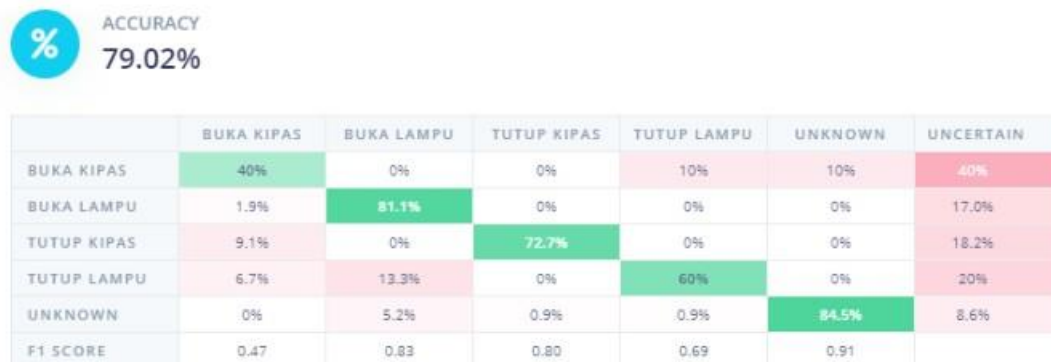 %
ACCURACY
79.02%
BUKA KIPAS BUKA LAMPU TUTUP KIPAS TUTUP LAMPU UNKNOWN UNCERTAIN
BUKA KIPAS 40% 0% 0% 10% 10% 40%
BUKA LAMPU 1.9% 81.1% 0% 0% 0% 17.0%
TUTUP KIPAS 9.1% 0% 72.7% 0% 0% 18.2%
TUTUP LAMPU 6.7% 13.3% 0% 60% 0% 20%
UNKNOWN 0% 5.2% 0.9% 0.9% 84.5% 8.6%
F1 SCORE 0.47 0.83 0.80 0.69 0.91